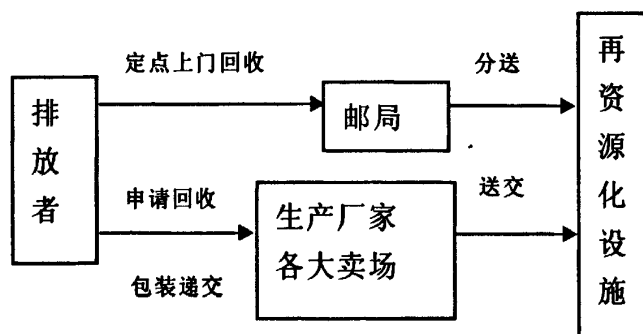 排放者
定点上门回收
邮局
分送
申请回收
包装递交
生产厂家
各大卖场
送交
再资源化设施